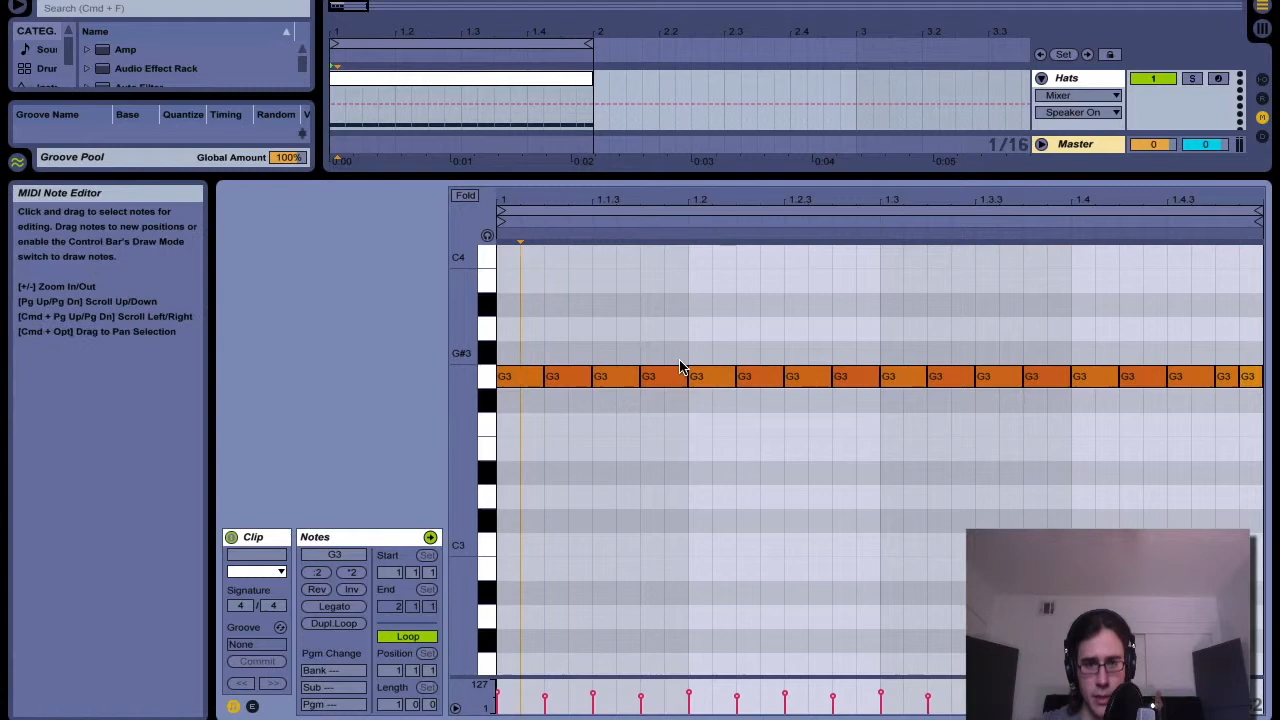 Search (Cmd + F)
CATEG.
Name
Sou
Amp
Drur
Audio Effect Rack
Groove Name Base Quantize Timing Random V
Groove Pool Global Amount 100%
1 1.2 1.3 1.4 2 2.2 2.3 2.4 3 3.2 3.3
Set
Hats 1 S
Mixer
Speaker On
1/16
Master 0 0
0:00 0:01 0:02 0:03 0:04 0:05
MIDI Note Editor
Click and drag to select notes for
editing. Drag notes to new positions or
enable the Control Bar's Draw Mode
switch to draw notes.
[+/-] Zoom In/Out
[Pg Up/Pg Dn] Scroll Up/Down
[Cmd + Pg Up/Pg Dn] Scroll Left/Right
[Cmd + Opt] Drag to Pan Selection
Fold
1 1.1.3 1.2 1.2.3 1.3 1.3.3 1.4 1.4.3
C4
G#3
G3 G3 G3 G3 G3 G3 G3 G3 G3 G3 G3 G3 G3 G3 G3 G3 G3
C3
127
1
Clip
Signature
4 / 4
Groove
None
Commit
<< >>
E
Notes
G3
:2 *2
Rev Inv
Legato
Dupl.Loop
Pgm Change
Bank ---
Sub ---
Pgm ---
Start Set
1 1 1
End Set
2 1 1
Loop
Position Set
1 1 1
Length Set
1 0 0